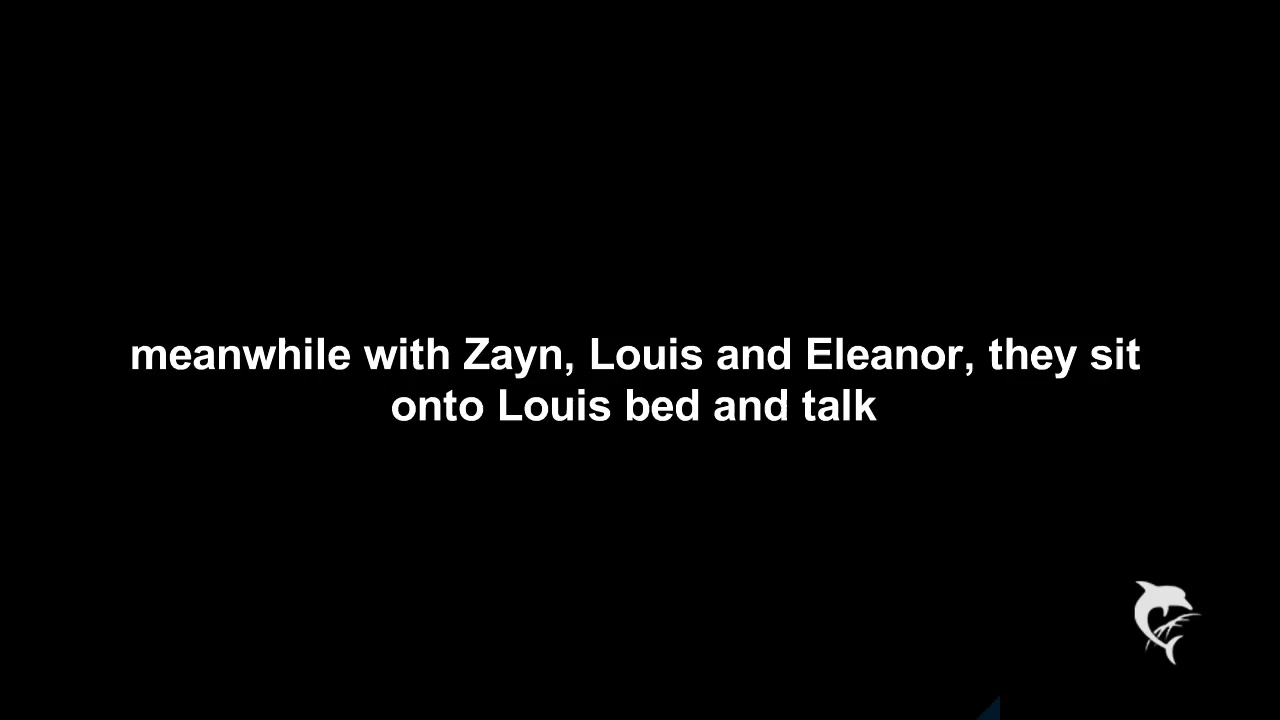 meanwhile with Zayn, Louis and Eleanor, they sit
onto Louis bed and talk